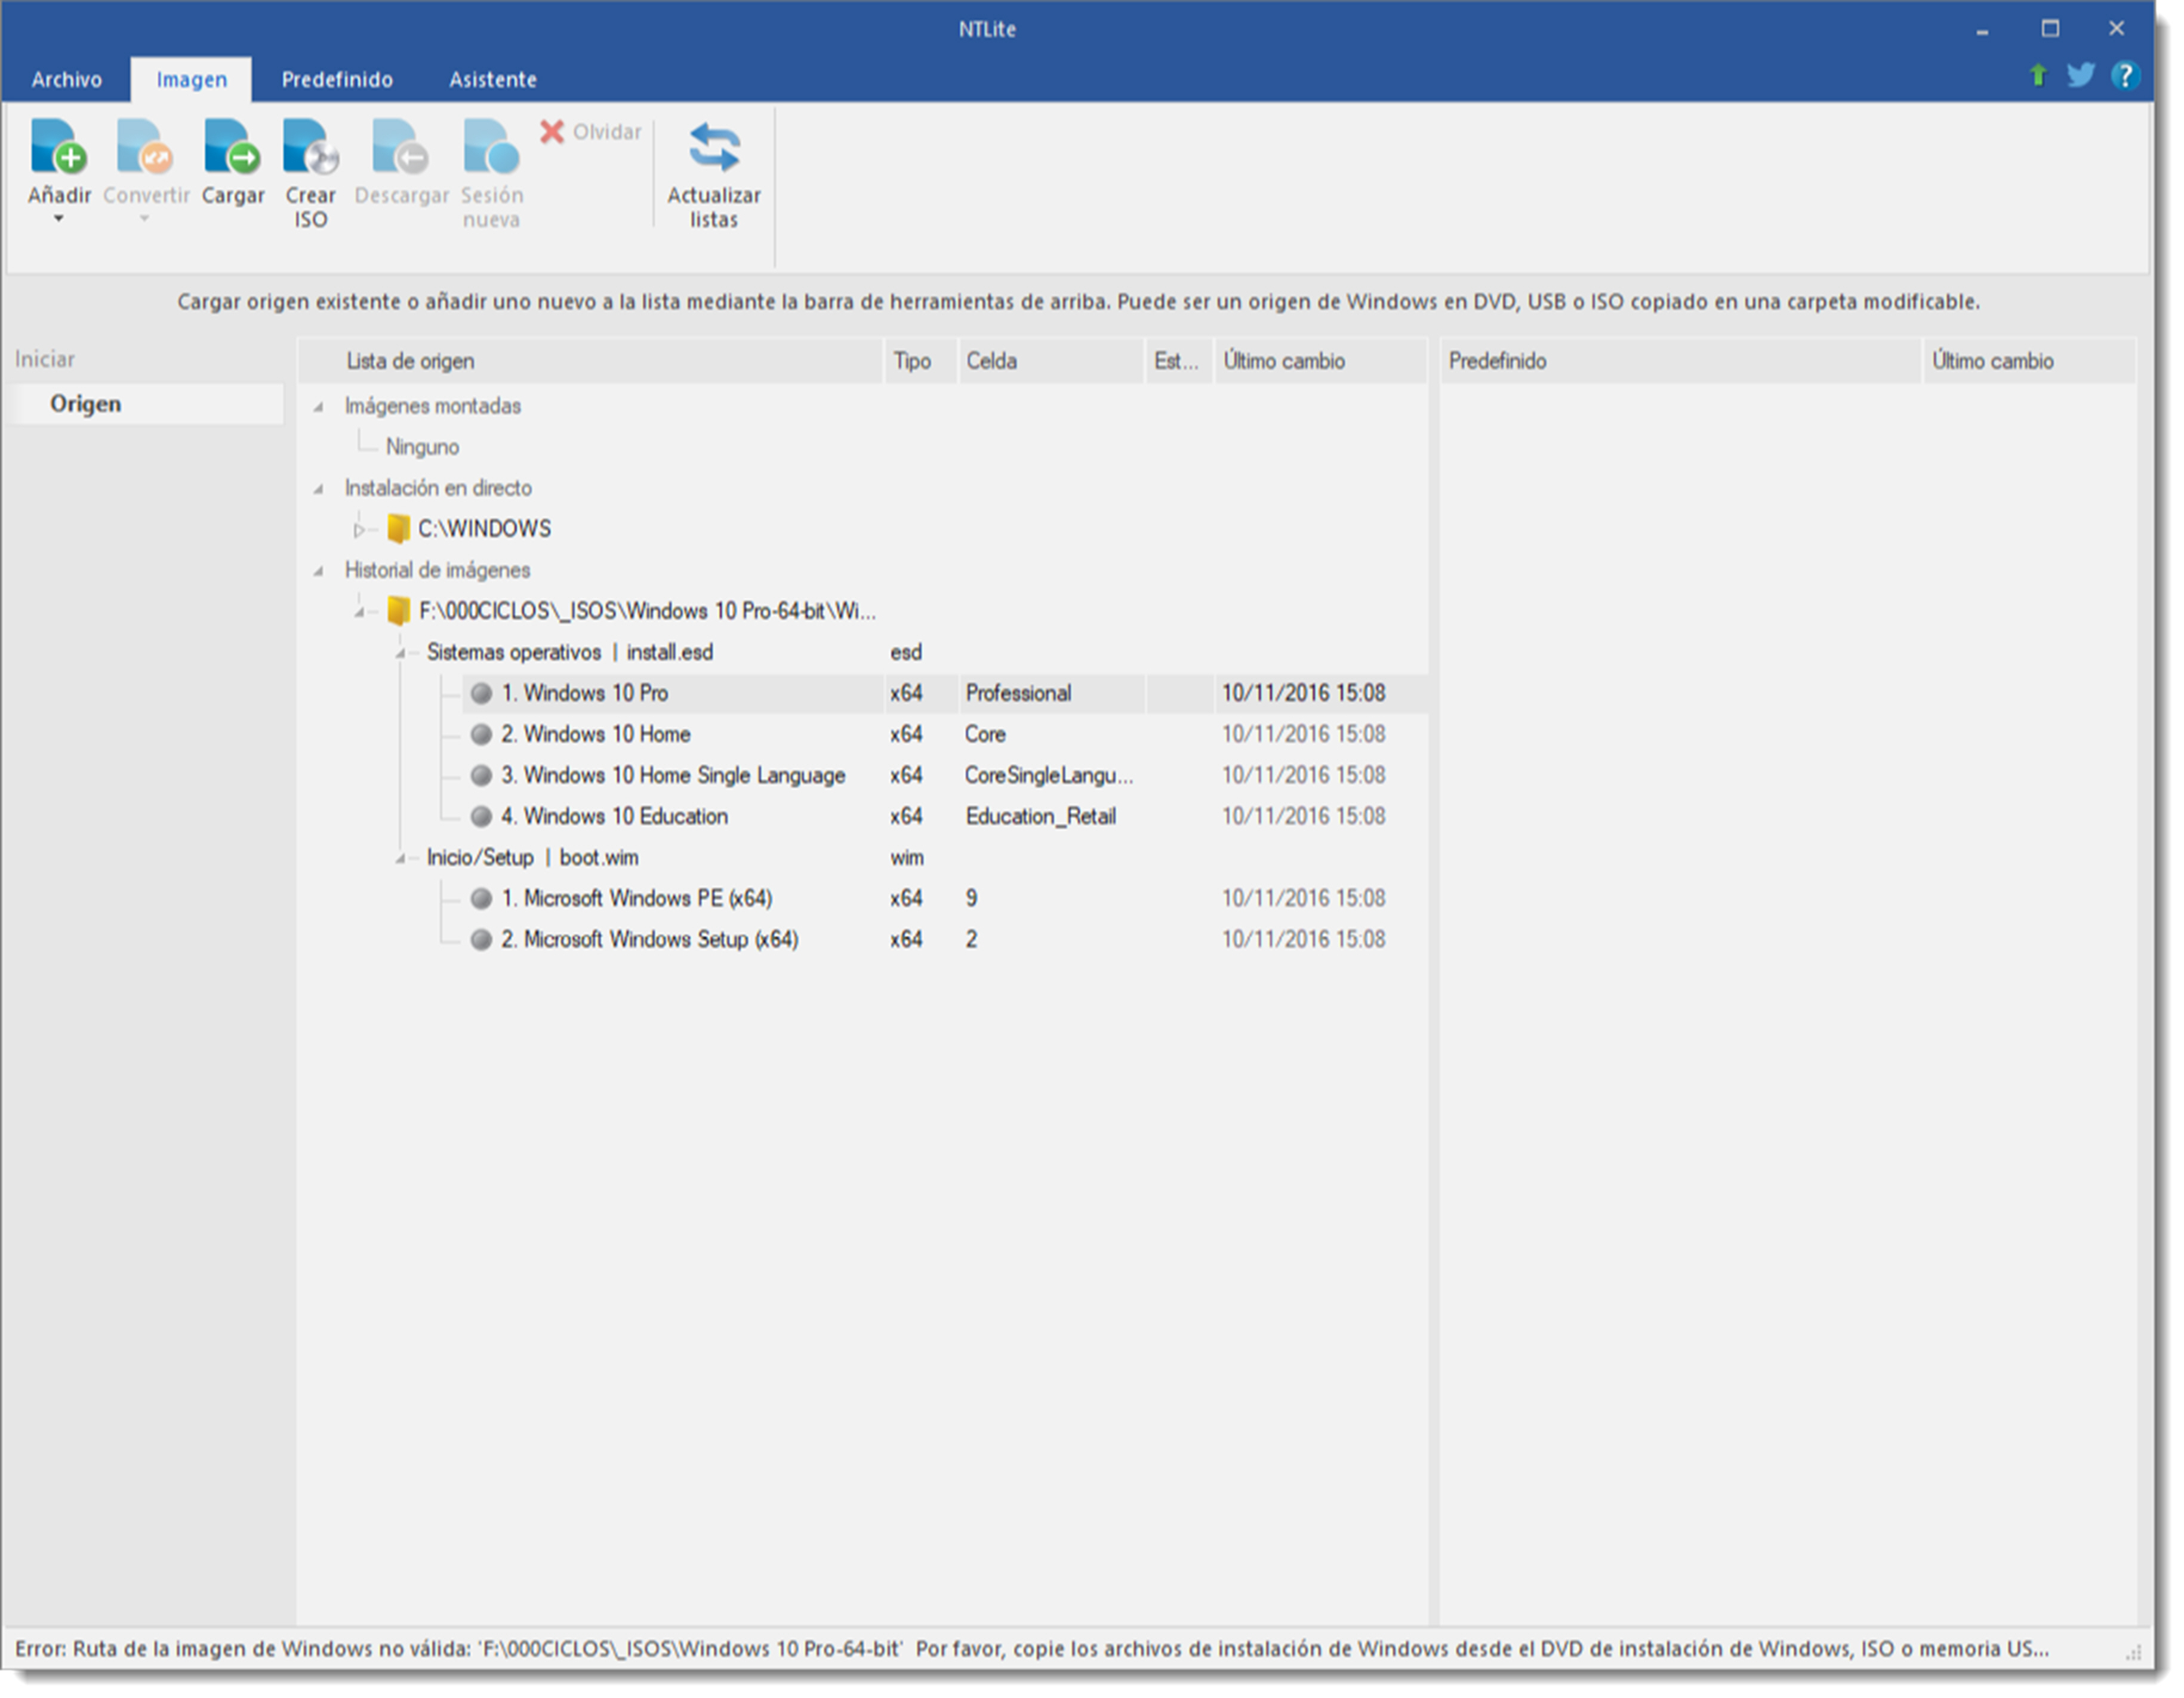 NTLite
Archivo Imagen Predefinido Asistente
Añadir Convertir Cargar Crear ISO Descargar Sesión nueva Olvidar Actualizar listas
Cargar origen existente o añadir uno nuevo a la lista mediante la barra de herramientas de arriba. Puede ser un origen de Windows en DVD, USB o ISO copiado en una carpeta modificable.
Iniciar
Origen
Lista de origen Tipo Celda Est... Último cambio Predefinido Último cambio
Imágenes montadas
Ninguno
Instalación en directo
C:\WINDOWS
Historial de imágenes
F:\000CICLOS\_ISOS\Windows 10 Pro-64-bit\Wi...
Sistemas operativos | install.esd esd
1. Windows 10 Pro x64 Professional 10/11/2016 15:08
2. Windows 10 Home x64 Core 10/11/2016 15:08
3. Windows 10 Home Single Language x64 CoreSingleLangu... 10/11/2016 15:08
4. Windows 10 Education x64 Education_Retail 10/11/2016 15:08
Inicio/Setup | boot.wim wim
1. Microsoft Windows PE (x64) x64 9 10/11/2016 15:08
2. Microsoft Windows Setup (x64) x64 2 10/11/2016 15:08
Error: Ruta de la imagen de Windows no válida: 'F:\000CICLOS\_ISOS\Windows 10 Pro-64-bit' Por favor, copie los archivos de instalación de Windows desde el DVD de instalación de Windows, ISO o memoria US...